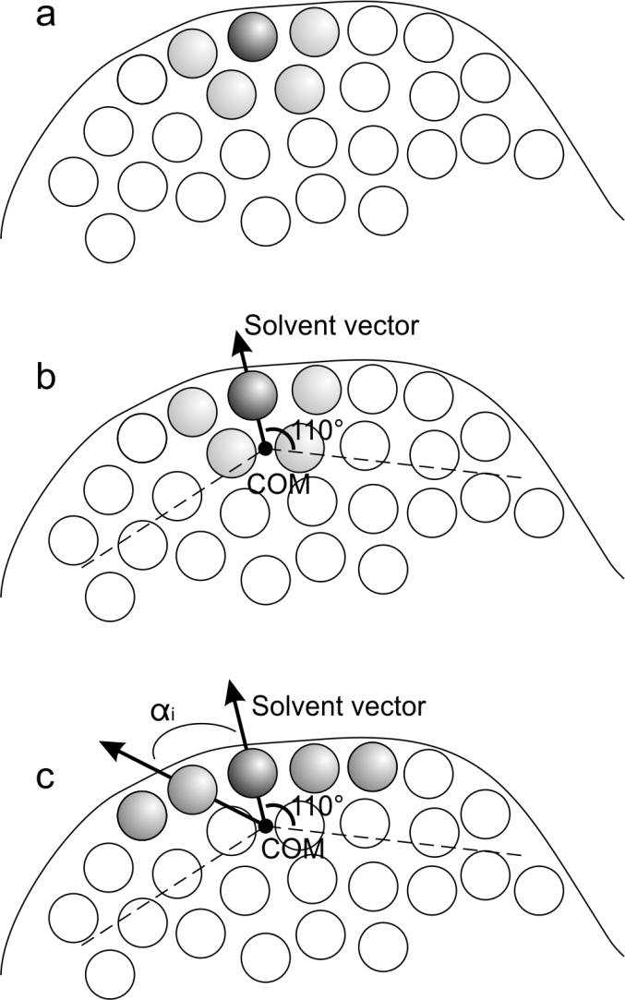 a
Solvent vector
b
110°
COM
αi
Solvent vector
c
110°
COM